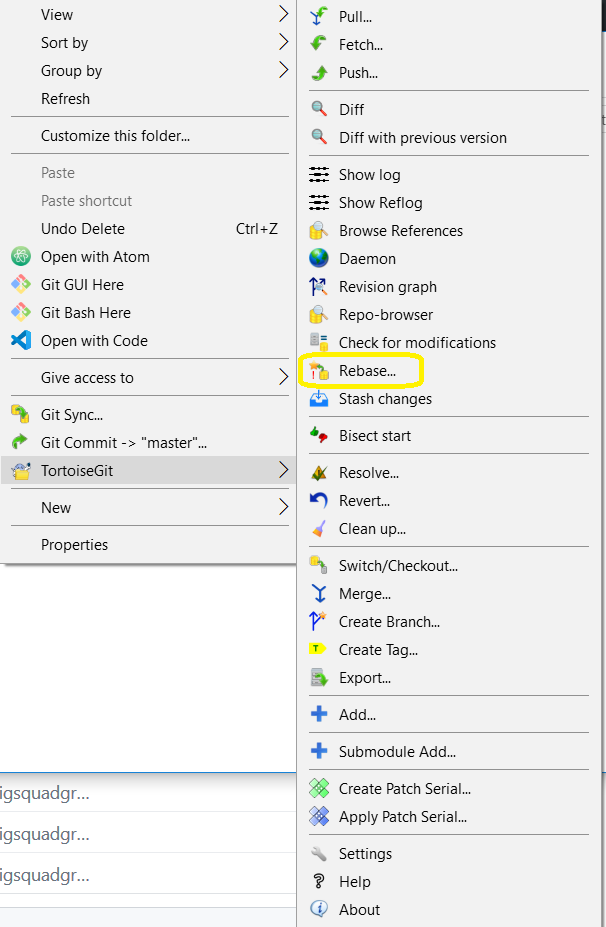 View
Sort by
Group by
Refresh
Customize this folder...
Paste
Paste shortcut
Undo Delete Ctrl+Z
Open with Atom
Git GUI Here
Git Bash Here
Open with Code
Give access to
Git Sync...
Git Commit -> "master"...
TortoiseGit
New
Properties
igsquadgr...
igsquadgr...
igsquadgr...
Pull...
Fetch...
Push...
Diff
Diff with previous version
Show log
Show Reflog
Browse References
Daemon
Revision graph
Repo-browser
Check for modifications
Rebase...
Stash changes
Bisect start
Resolve...
Revert...
Clean up...
Switch/Checkout...
Merge...
Create Branch...
Create Tag...
Export...
Add...
Submodule Add...
Create Patch Serial...
Apply Patch Serial...
Settings
Help
About